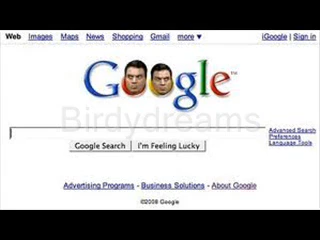 Web Images Maps News Shopping Gmail more ▼ iGoogle | Sign in
Google™
Birdydreams
Advanced Search
Preferences
Language Tools
Google Search I'm Feeling Lucky
Advertising Programs - Business Solutions - About Google
©2008 Google